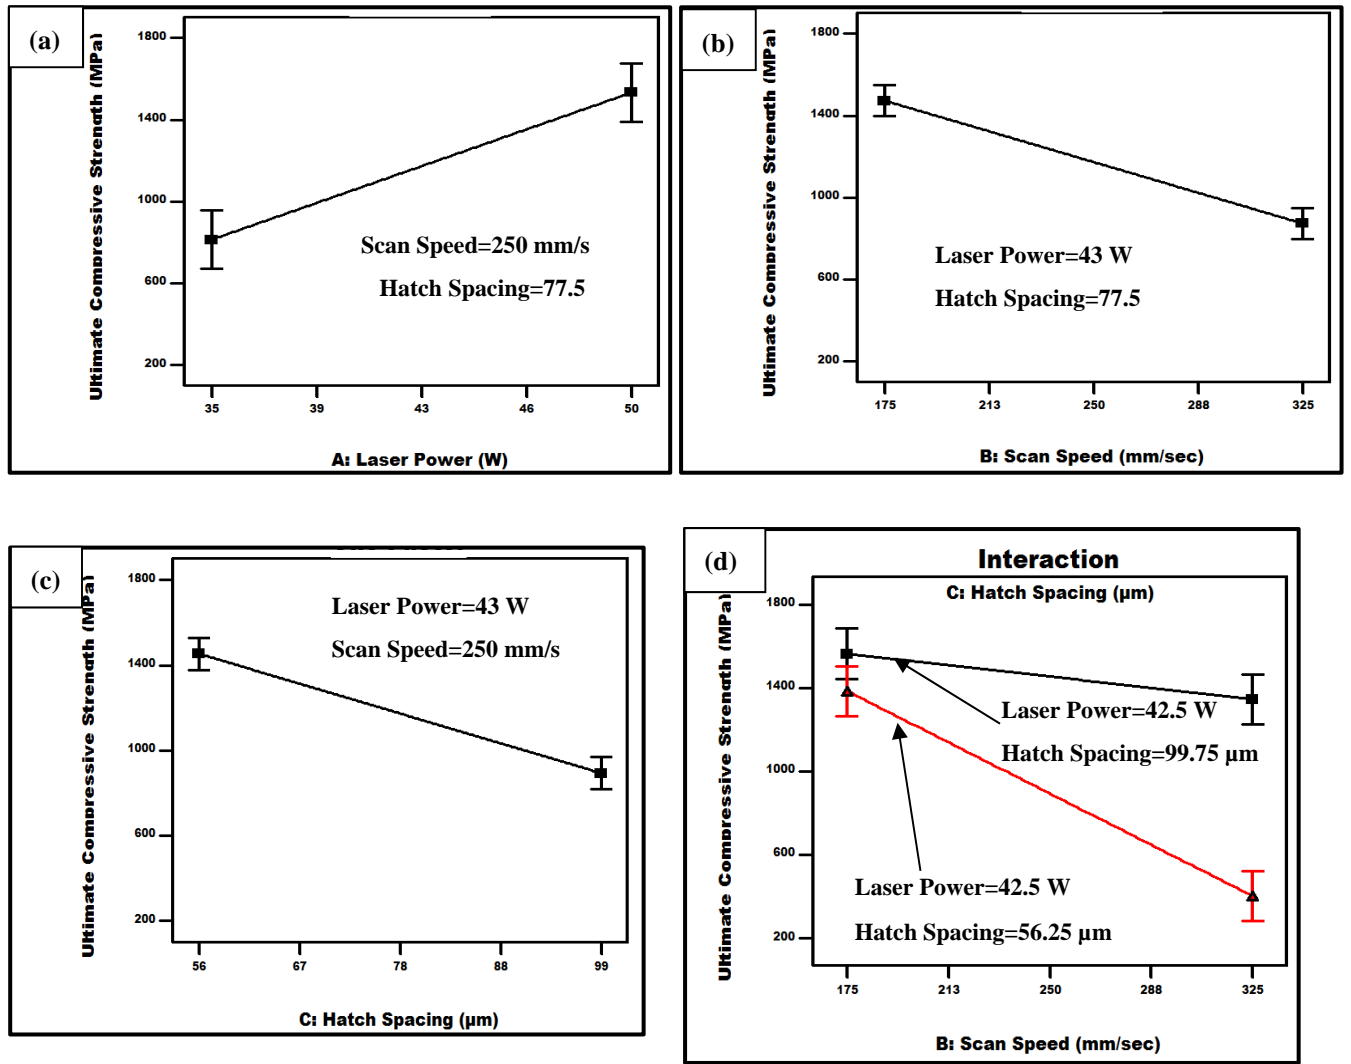 (a)
Ultimate Compressive Strength (MPa)
1800
1400
1000
600
200
Scan Speed=250 mm/s
Hatch Spacing=77.5
35 39 43 46 50
A: Laser Power (W)
(b)
Ultimate Compressive Strength (MPa)
1800
1400
1000
600
200
Laser Power=43 W
Hatch Spacing=77.5
175 213 250 288 325
B: Scan Speed (mm/sec)
(c)
Ultimate Compressive Strength (MPa)
1800
1400
1000
600
200
Laser Power=43 W
Scan Speed=250 mm/s
56 67 78 88 99
C: Hatch Spacing (µm)
(d)
Interaction
C: Hatch Spacing (µm)
Ultimate Compressive Strength (MPa)
1800
1400
1000
600
200
Laser Power=42.5 W
Hatch Spacing=99.75 µm
Laser Power=42.5 W
Hatch Spacing=56.25 µm
175 213 250 288 325
B: Scan Speed (mm/sec)